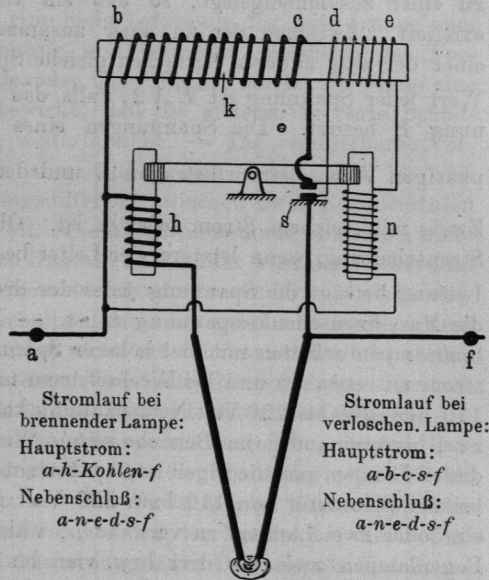 b
c
d
e
k
h
s
n
a
f
Stromlauf bei
brennender Lampe:
Hauptstrom:
a-h-Kohlen-f
Nebenschluß:
a-n-e-d-s-f
Stromlauf bei
verloschen. Lampe:
Hauptstrom:
a-b-c-s-f
Nebenschluß:
a-n-e-d-s-f